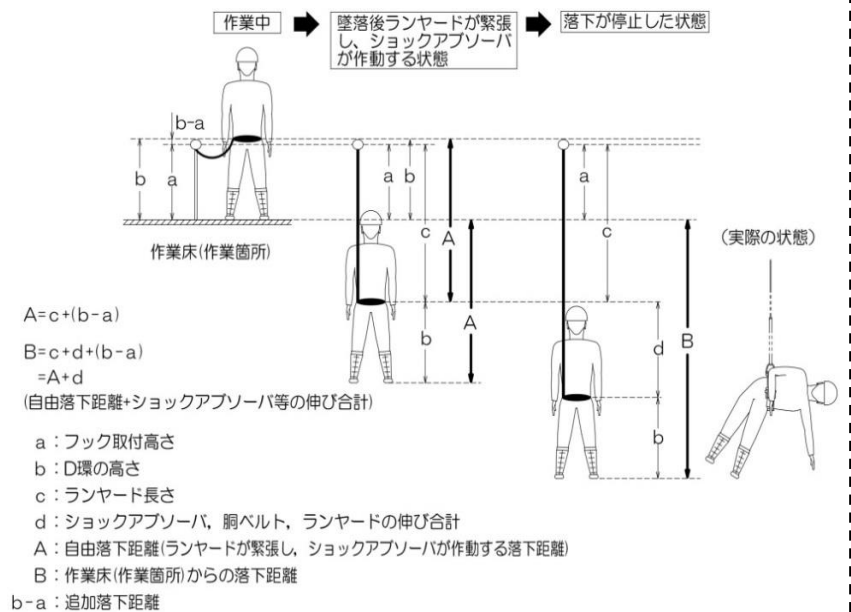 作業中
墜落後ランヤードが緊張
し、ショックアブソーバ
が作動する状態
落下が停止した状態
b-a
b
a
a
b
c
A
A
b
a
c
d
b
B
作業床(作業箇所)
(実際の状態)
A=c+(b-a)
B=c+d+(b-a)
=A+d
(自由落下距離+ショックアブソーバ等の伸び合計)
a：フック取付高さ
b：D環の高さ
c：ランヤード長さ
d：ショックアブソーバ，胴ベルト，ランヤードの伸び合計
A：自由落下距離(ランヤードが緊張し，ショックアブソーバが作動する落下距離)
B：作業床(作業箇所)からの落下距離
b-a：追加落下距離